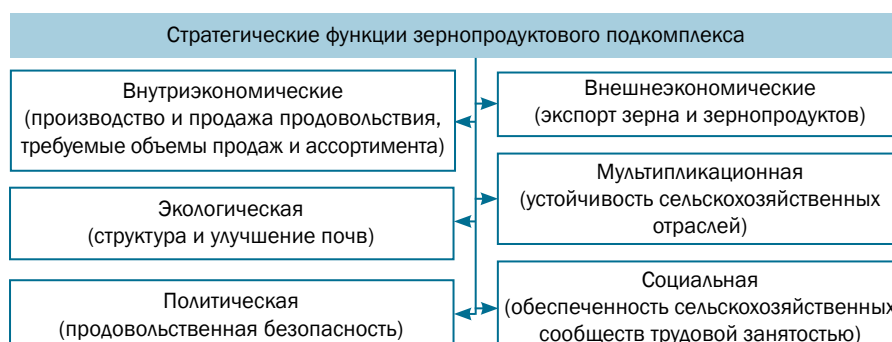 Стратегические функции зернопродуктового подкомплекса
Внутриэкономические
(производство и продажа продовольствия,
требуемые объемы продаж и ассортимента)
Внешнеэкономические
(экспорт зерна и зернопродуктов)
Экологическая
(структура и улучшение почв)
Мультипликационная
(устойчивость сельскохозяйственных
отраслей)
Политическая
(продовольственная безопасность)
Социальная
(обеспеченность сельскохозяйственных
сообществ трудовой занятостью)